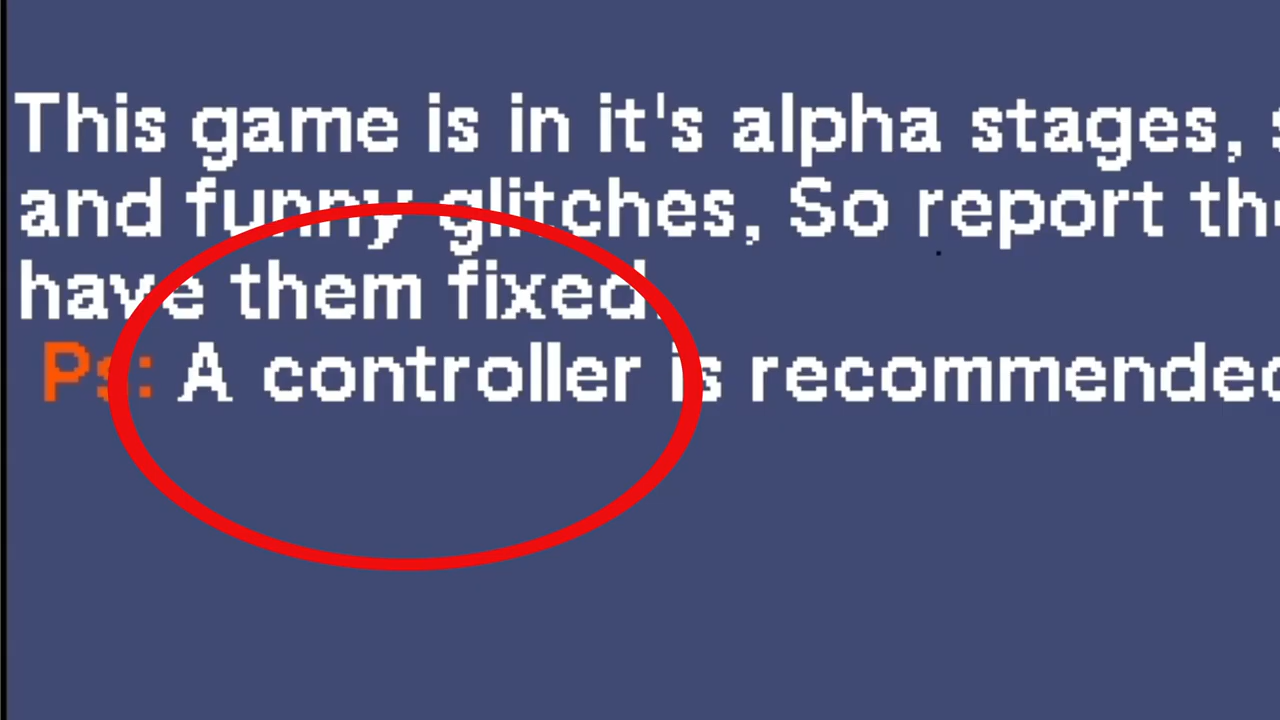 This game is in it's alpha stages,
and funny glitches, So report
have them fixed.
Ps: A controller is recommended